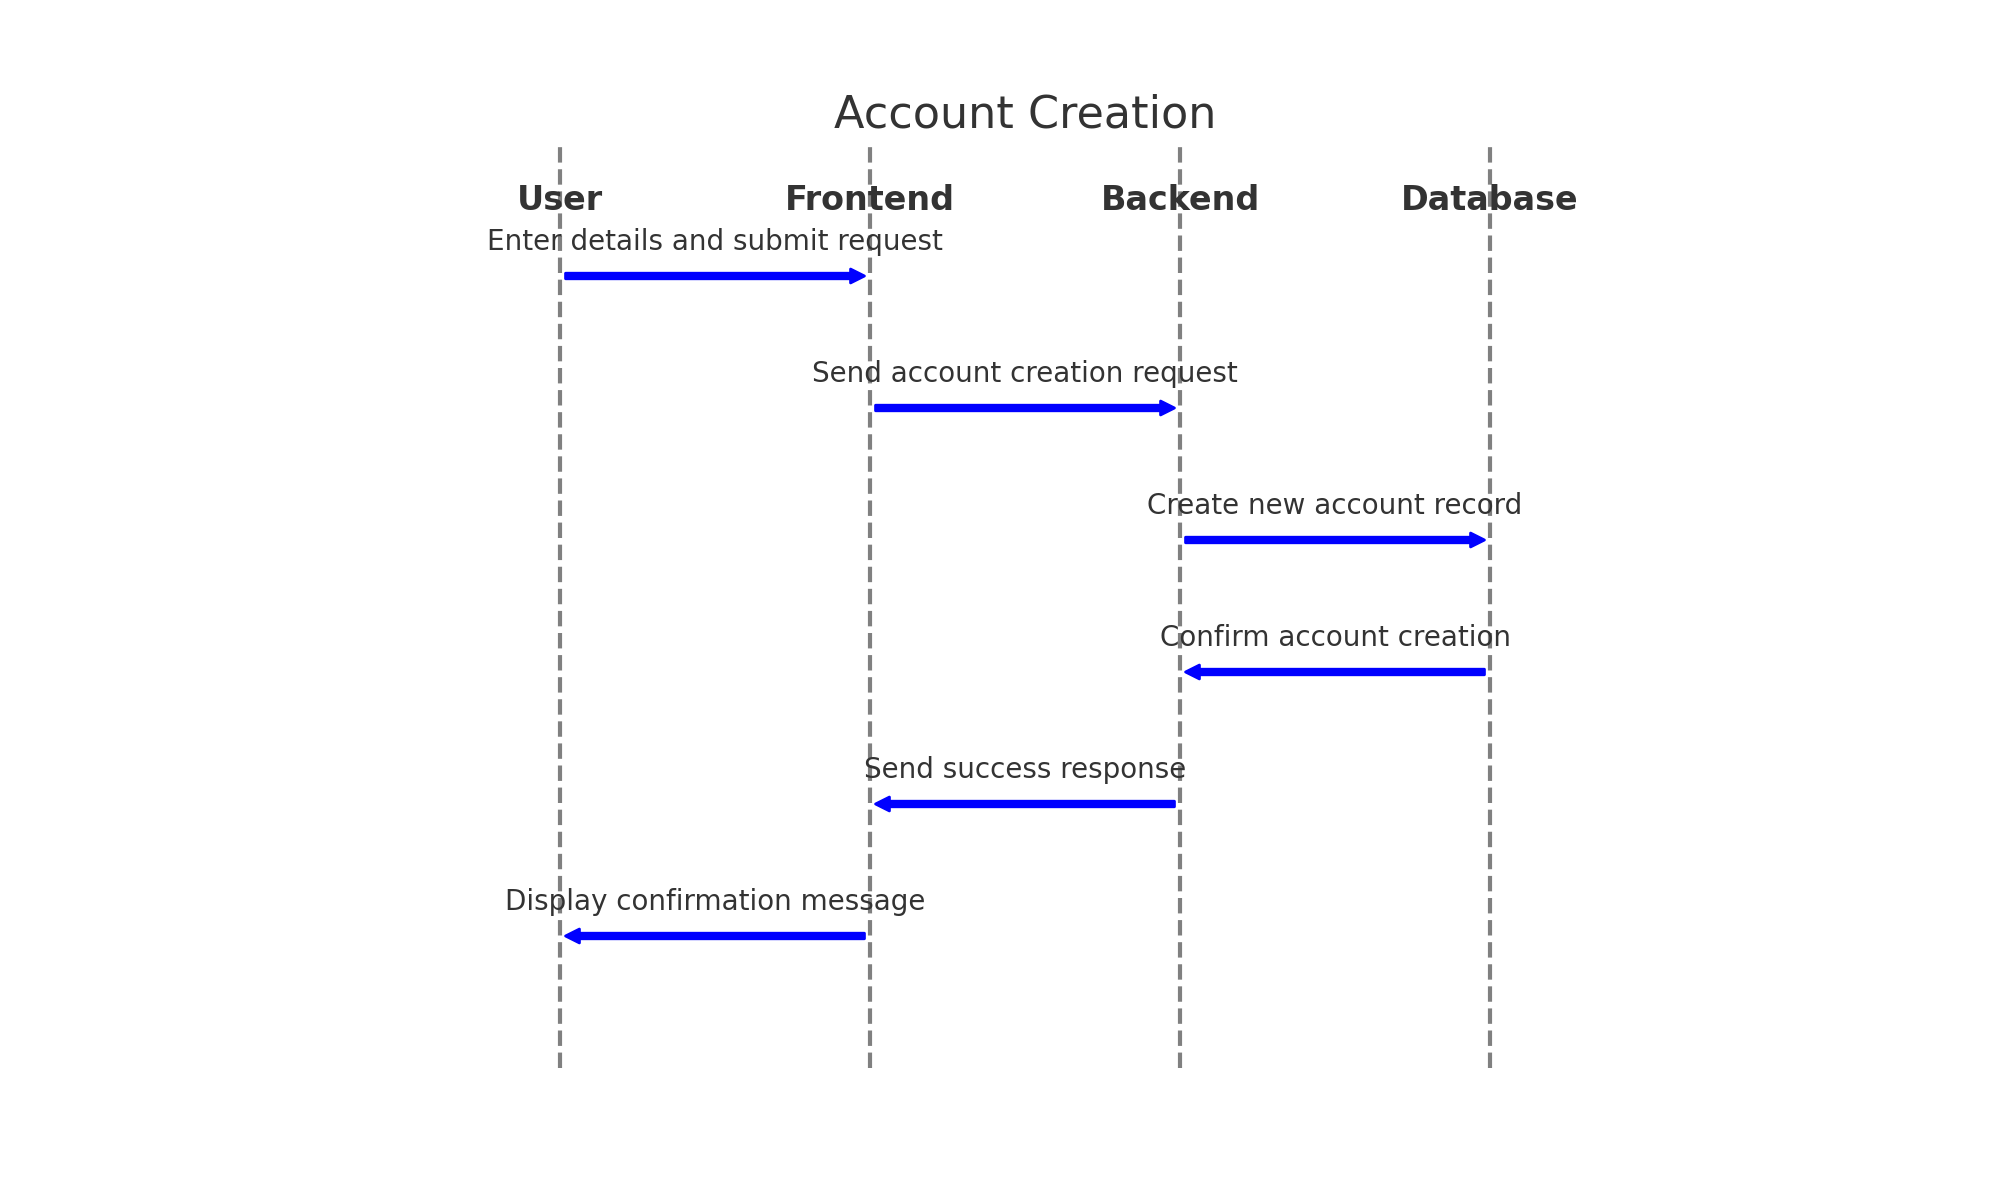 Account Creation
User Frontend Backend Database
Enter details and submit request
Send account creation request
Create new account record
Confirm account creation
Send success response
Display confirmation message